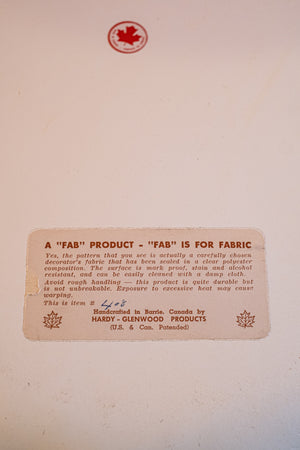 A "FAB" PRODUCT - "FAB" IS FOR FABRIC
Yes, the pattern that you see is actually a carefully chosen
decorator's fabric that has been sealed in a clear polyester
composition. The surface is mark proof, stain and alcohol
resistant, and can be easily cleaned with a damp cloth.
Avoid rough handling — this product is quite durable but
is not unbreakable. Exposure to excessive heat may cause
warping.
This is item # 408
Handcrafted in Barrie, Canada by
HARDY - GLENWOOD PRODUCTS
(U.S. & Can. Patented)